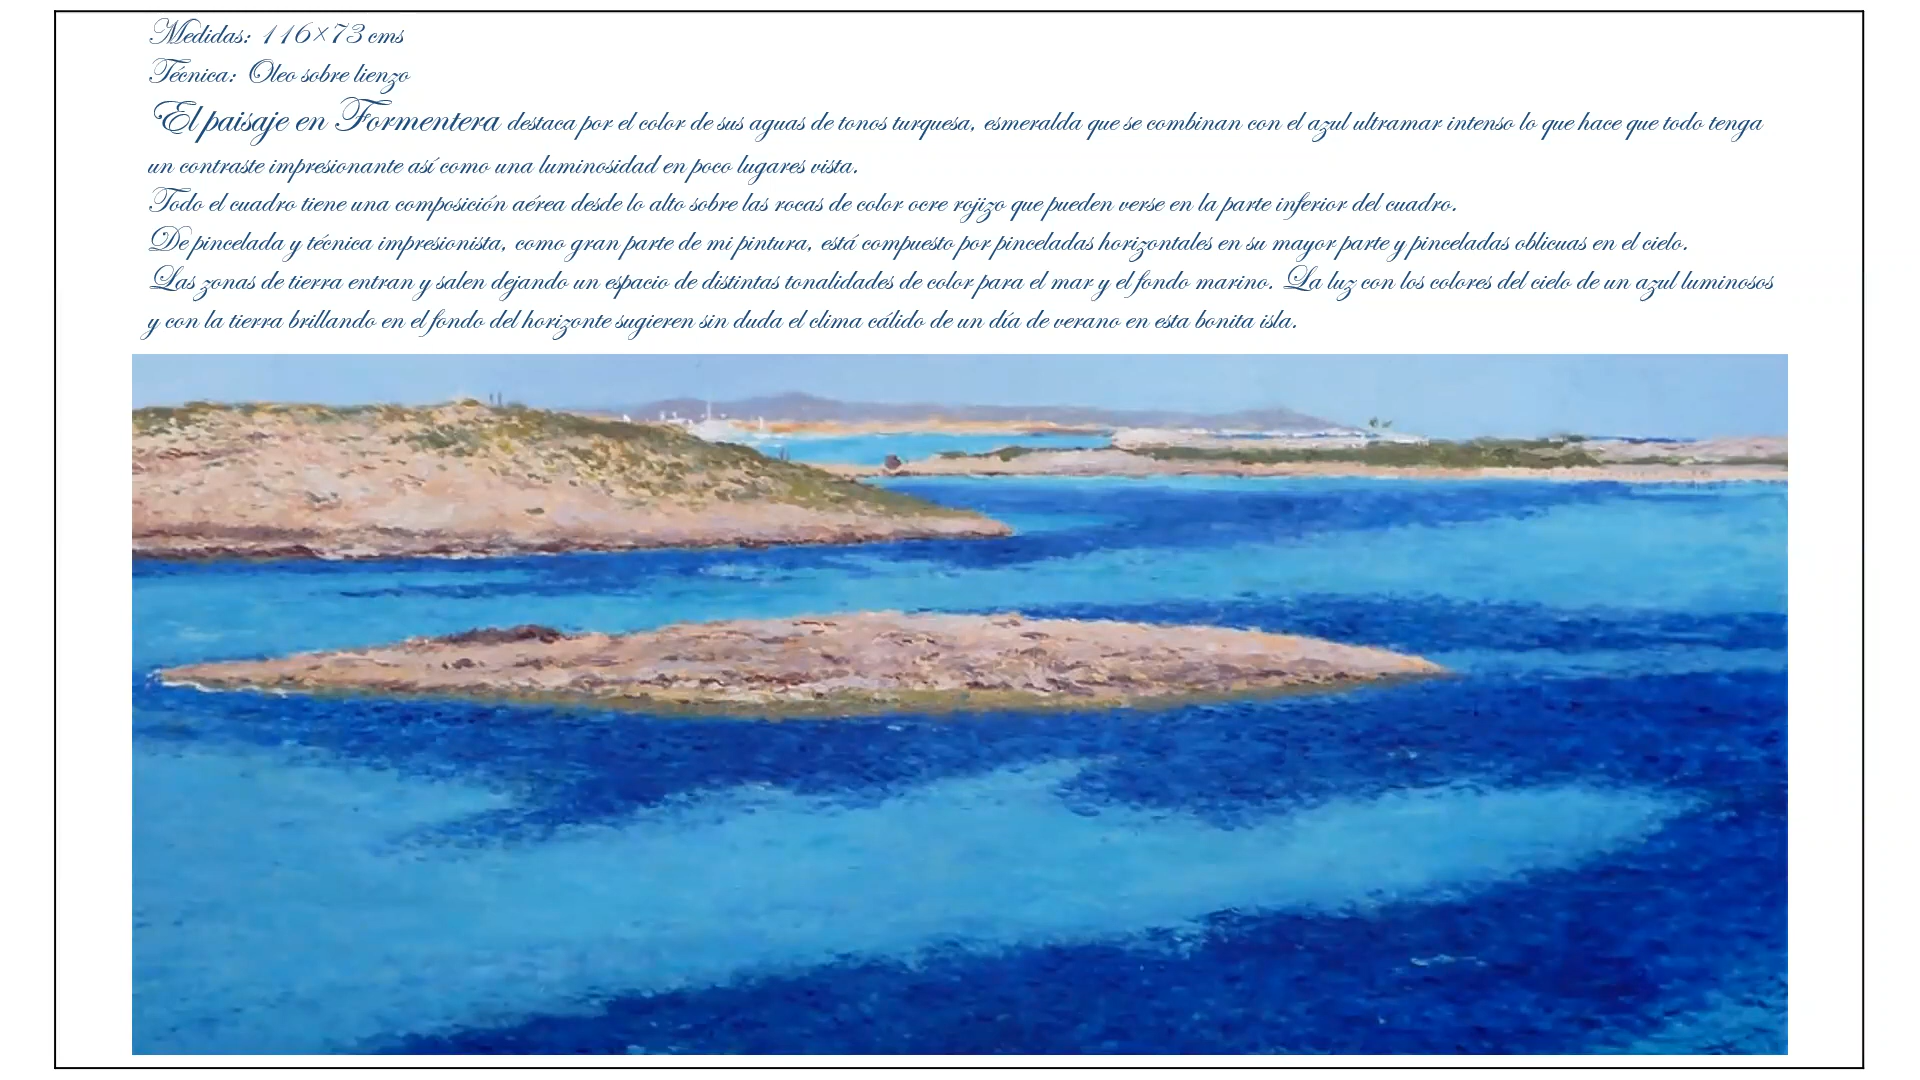 Medidas: 116×73 cms
Técnica: Oleo sobre lienzo
El paisaje en Formentera destaca por el color de sus aguas de tonos turquesa, esmeralda que se combinan con el azul ultramar intenso lo que hace que todo tenga
un contraste impresionante así como una luminosidad en poco lugares vista.
Todo el cuadro tiene una composición aérea desde lo alto sobre las rocas de color ocre rojizo que pueden verse en la parte inferior del cuadro.
De pincelada y técnica impresionista, como gran parte de mi pintura, está compuesto por pinceladas horizontales en su mayor parte y pinceladas oblicuas en el cielo.
Las zonas de tierra entran y salen dejando un espacio de distintas tonalidades de color para el mar y el fondo marino. La luz con los colores del cielo de un azul luminosos
y con la tierra brillando en el fondo del horizonte sugieren sin duda el clima cálido de un día de verano en esta bonita isla.